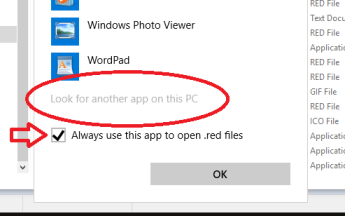 RED File
Windows Photo Viewer
Text Docu
RED File
Applicatio
WordPad
RED File
RED File
GIF File
Look for another app on this PC
RED File
ICO File
Always use this app to open .red files
Applicatio
Applicatio
Applicatio
OK